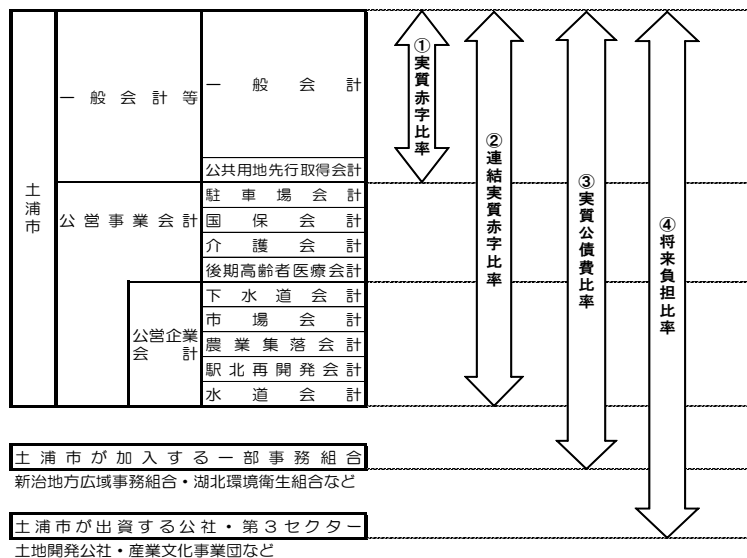 土浦市
一般会計等
一般会計
公共用地先行取得会計
公営事業会計
駐車場会計
国保会計
介護会計
後期高齢者医療会計
公営企業
会計
下水道会計
市場会計
農業集落会計
駅北再開発会計
水道会計
①実質赤字比率
②連結実質赤字比率
③実質公債費比率
④将来負担比率
土浦市が加入する一部事務組合
新治地方広域事務組合・湖北環境衛生組合など
土浦市が出資する公社・第3セクター
土地開発公社・産業文化事業団など